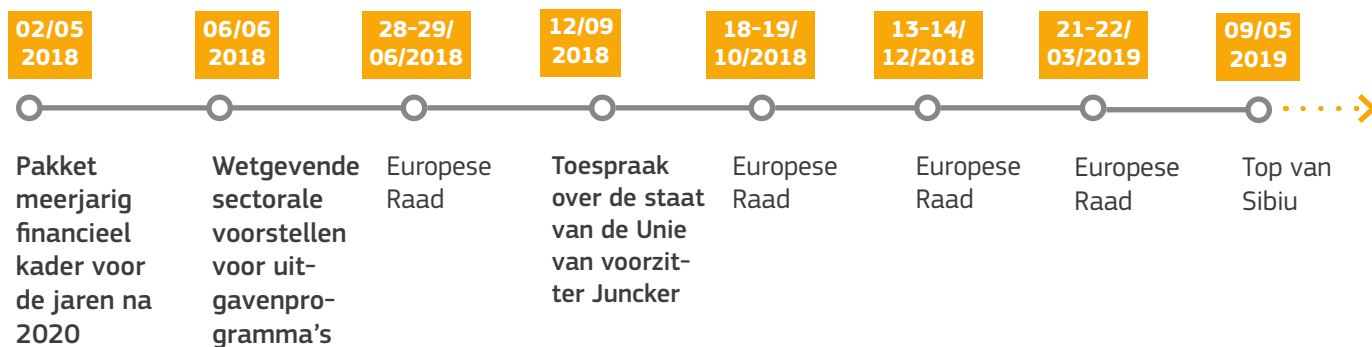 02/05
2018
06/06
2018
28-29/
06/2018
12/09
2018
18-19/
10/2018
13-14/
12/2018
21-22/
03/2019
09/05
2019
Pakket
meerjarig
financieel
kader voor
de jaren na
2020
Wetgevende
sectorale
voorstellen
voor uit-
gavenpro-
gramma's
Europese
Raad
Toespraak
over de staat
van de Unie
van voorzit-
ter Juncker
Europese
Raad
Europese
Raad
Europese
Raad
Top van
Sibiu